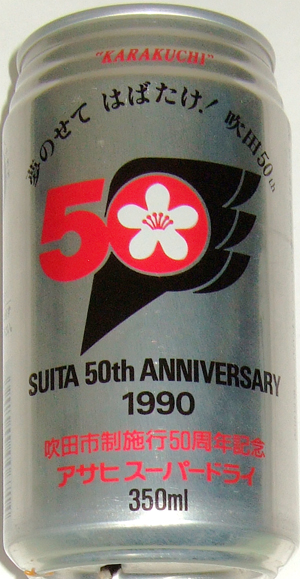 "KARAKUCHI"
夢のせて はばたけ! 吹田50th
50
SUITA 50th ANNIVERSARY
1990
吹田市制施行50周年記念
アサヒ スーパードライ
350ml